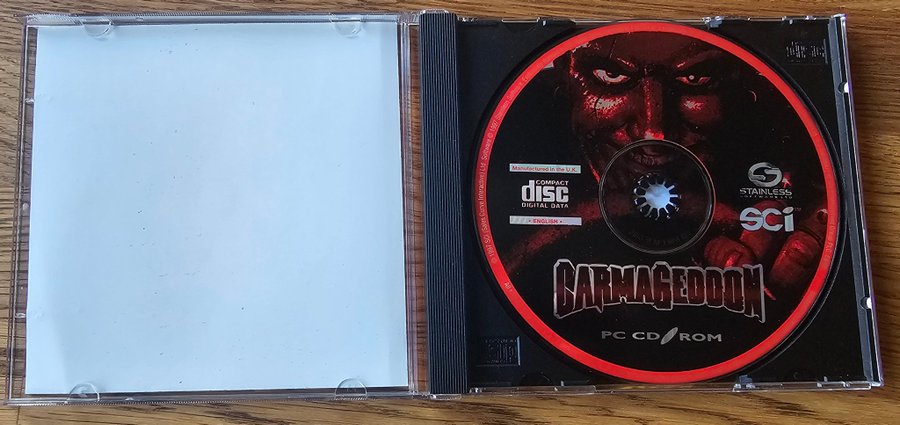 Manufactured in the U.K.
COMPACT
disc
DIGITAL DATA
• ENGLISH •
STAINLESS
SOFTWARE LTD
SCi
CARMAGEDDON
PC CD ROM